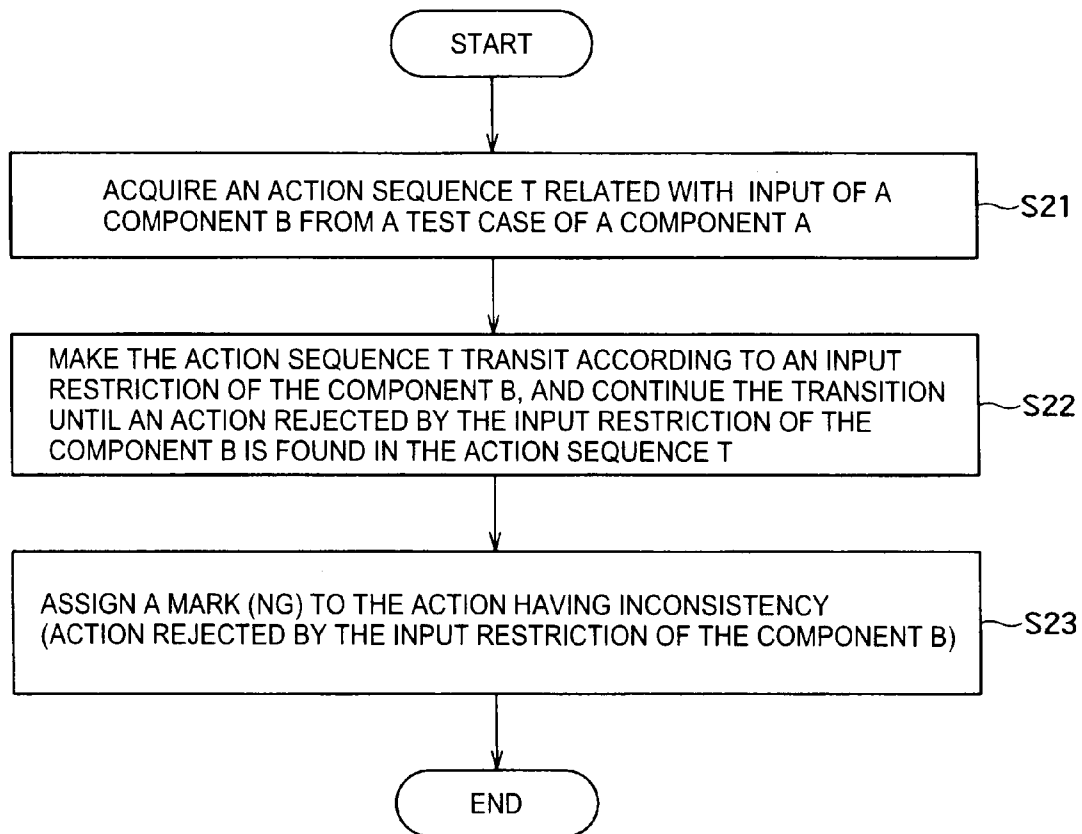 START
ACQUIRE AN ACTION SEQUENCE T RELATED WITH INPUT OF A
COMPONENT B FROM A TEST CASE OF A COMPONENT A
S21
MAKE THE ACTION SEQUENCE T TRANSIT ACCORDING TO AN INPUT
RESTRICTION OF THE COMPONENT B, AND CONTINUE THE TRANSITION
UNTIL AN ACTION REJECTED BY THE INPUT RESTRICTION OF THE
COMPONENT B IS FOUND IN THE ACTION SEQUENCE T
S22
ASSIGN A MARK (NG) TO THE ACTION HAVING INCONSISTENCY
(ACTION REJECTED BY THE INPUT RESTRICTION OF THE COMPONENT B)
S23
END